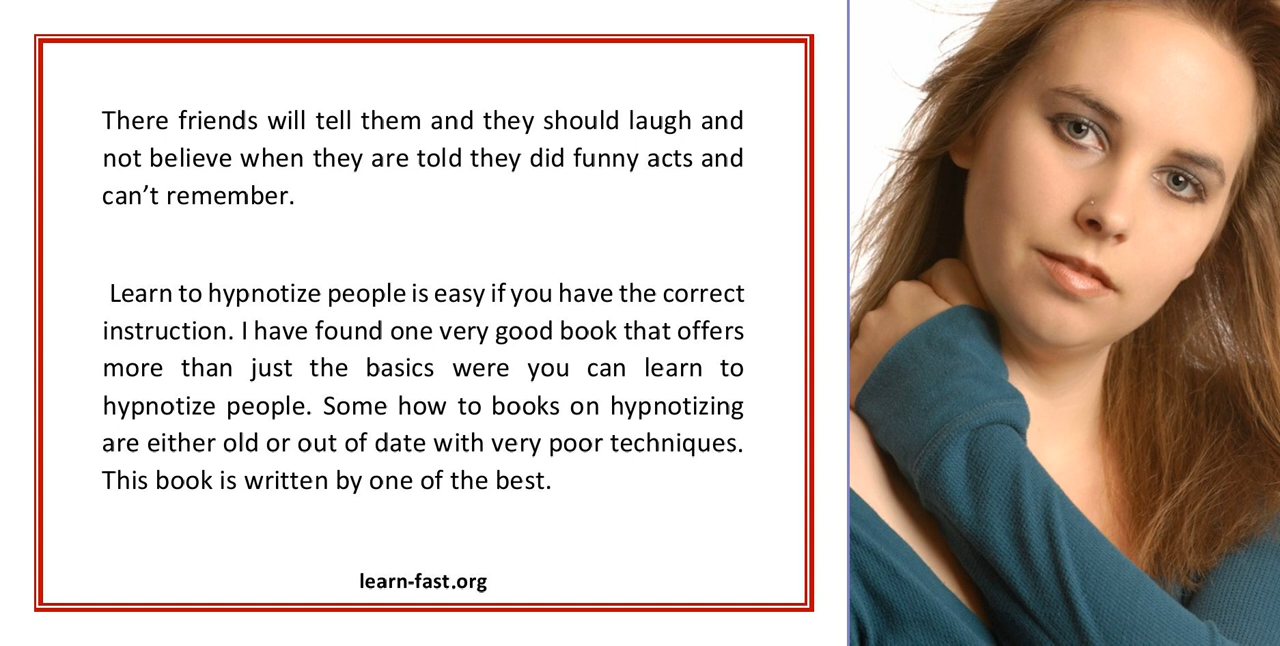 There friends will tell them and they should laugh and
not believe when they are told they did funny acts and
can’t remember.
Learn to hypnotize people is easy if you have the correct
instruction. I have found one very good book that offers
more than just the basics were you can learn to
hypnotize people. Some how to books on hypnotizing
are either old or out of date with very poor techniques.
This book is written by one of the best.
learn-fast.org